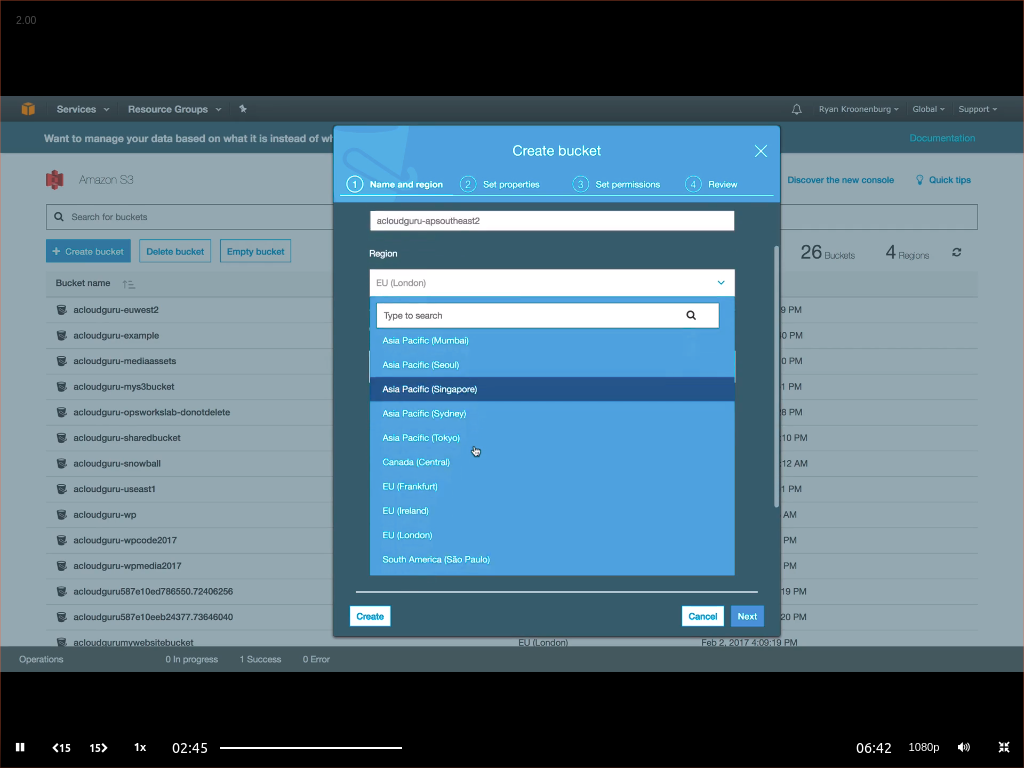 2.00
Services Resource Groups Ryan Kroonenburg Global Support
Want to manage your data based on what it is instead of Documentation
Create bucket
Amazon S3 Discover the new console Quick tips
1 Name and region 2 Set properties 3 Set permissions 4 Review
Search for buckets
acloudguru-apsoutheast2
+ Create bucket Delete bucket Empty bucket 26 Buckets 4 Regions
Region
Bucket name
EU (London)
acloudguru-euwest2 9 PM
Type to search
acloudguru-example 0 PM
Asia Pacific (Mumbai)
acloudguru-mediaassets 0 PM
Asia Pacific (Seoul)
acloudguru-mys3bucket 1 PM
Asia Pacific (Singapore)
acloudguru-opsworkslab-donotdelete 8 PM
Asia Pacific (Sydney)
acloudguru-sharedbucket :10 PM
Asia Pacific (Tokyo)
acloudguru-snowball :12 AM
Canada (Central)
acloudguru-useast1 1 PM
EU (Frankfurt)
acloudguru-wp AM
EU (Ireland)
acloudguru-wpcode2017 PM
EU (London)
acloudguru-wpmedia2017 PM
South America (São Paulo)
acloudguru587e10ed786550.72406256 19 PM
acloudguru587e10eeb24377.73646040 20 PM
Create Cancel Next
acloudgurumywebsitebucket EU (London) Feb 2, 2017 4:09:19 PM
Operations 0 In progress 1 Success 0 Error
15 15 1x 02:45 06:42 1080p